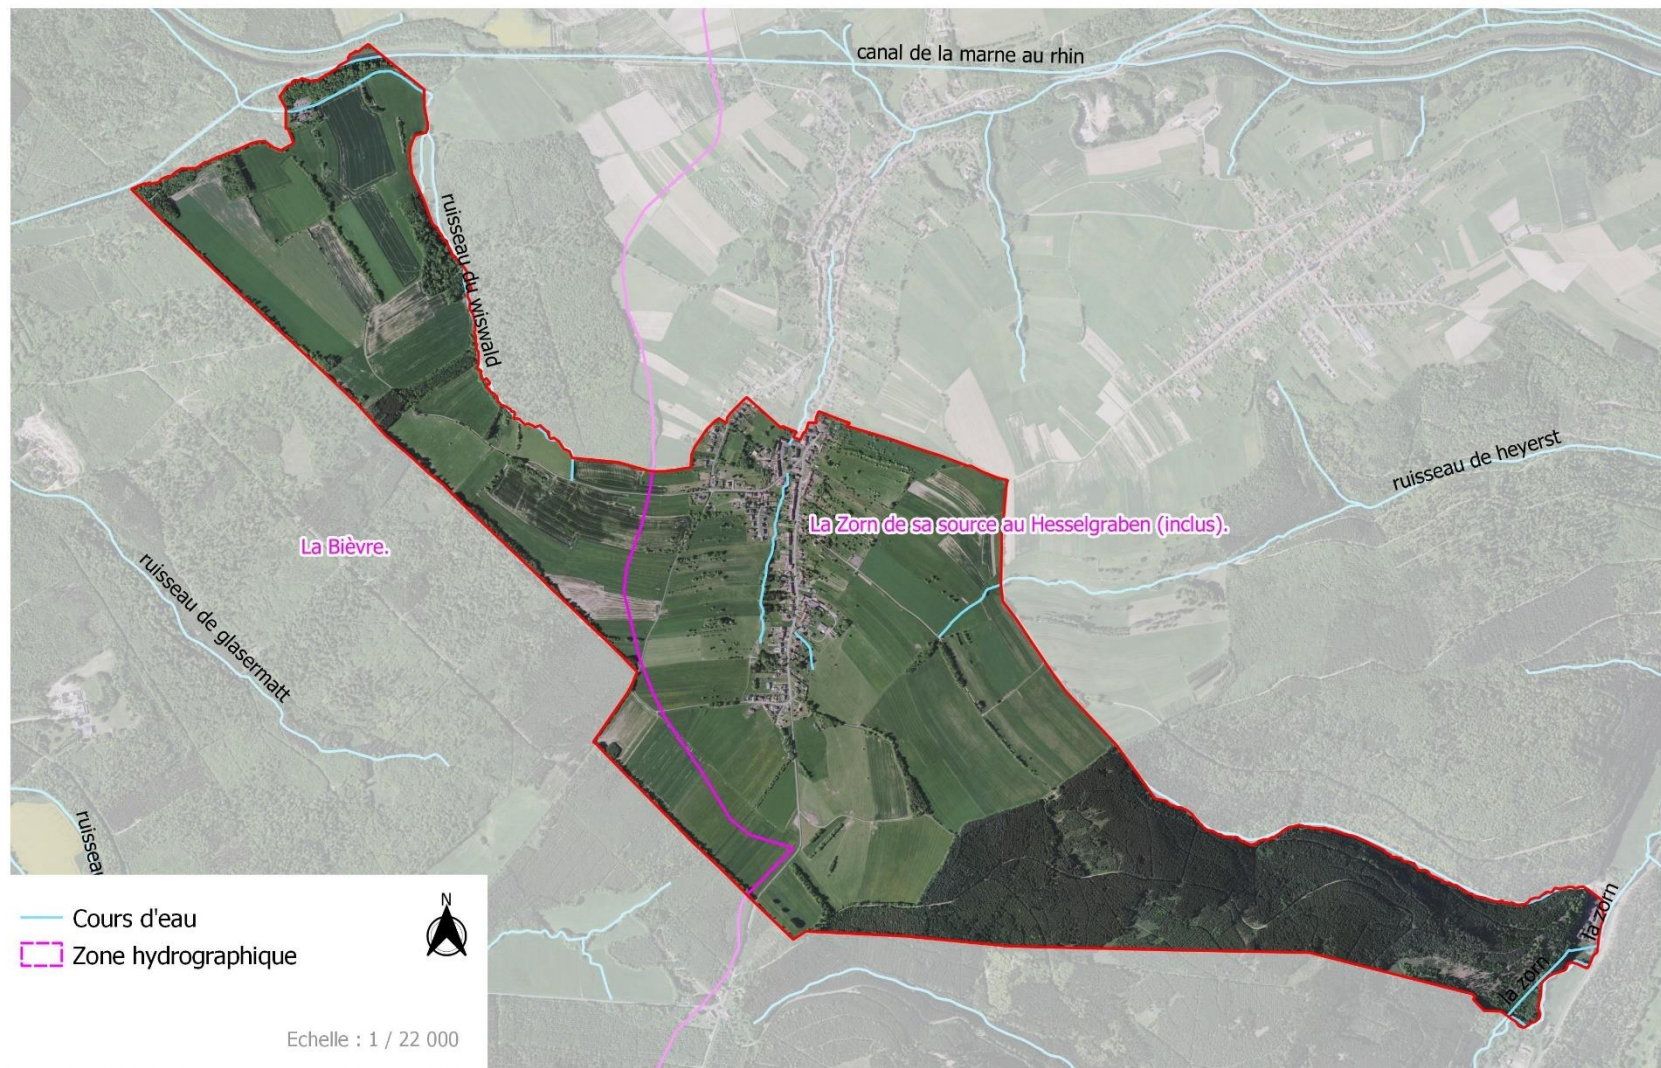 canal de la marne au rhin
ruisseau du wiswald
ruisseau de heyerst
La Zorn de sa source au Hesselgraben (inclus).
La Bièvre.
ruisseau de glasermatt
ruisseau
la zorn
la zorn
Cours d'eau
Zone hydrographique
N
Echelle : 1 / 22 000